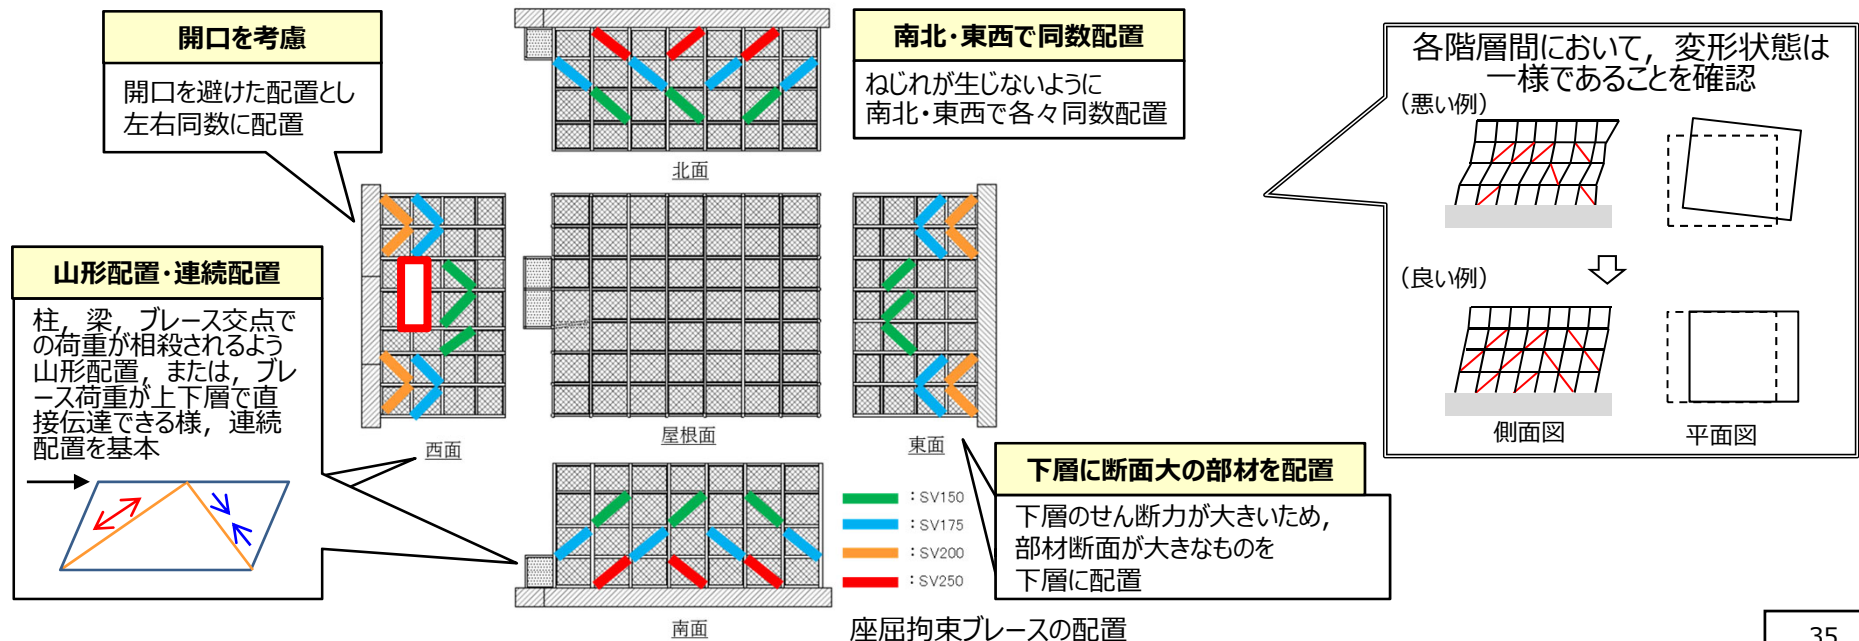 開口を考慮
開口を避けた配置とし
左右同数に配置
北面
南北・東西で同数配置
ねじれが生じないように
南北・東西で各々同数配置
各階層間において，変形状態は
一様であることを確認
（悪い例）
（良い例）
側面図
平面図
山形配置・連続配置
柱，梁，ブレース交点で
の荷重が相殺されるよう
山形配置，または，ブレ
ース荷重が上下層で直
接伝達できる様，連続
配置を基本
西面
屋根面
東面
下層に断面大の部材を配置
下層のせん断力が大きいため，
部材断面が大きなものを
下層に配置
：SV150
：SV175
：SV200
：SV250
南面
座屈拘束ブレースの配置
35